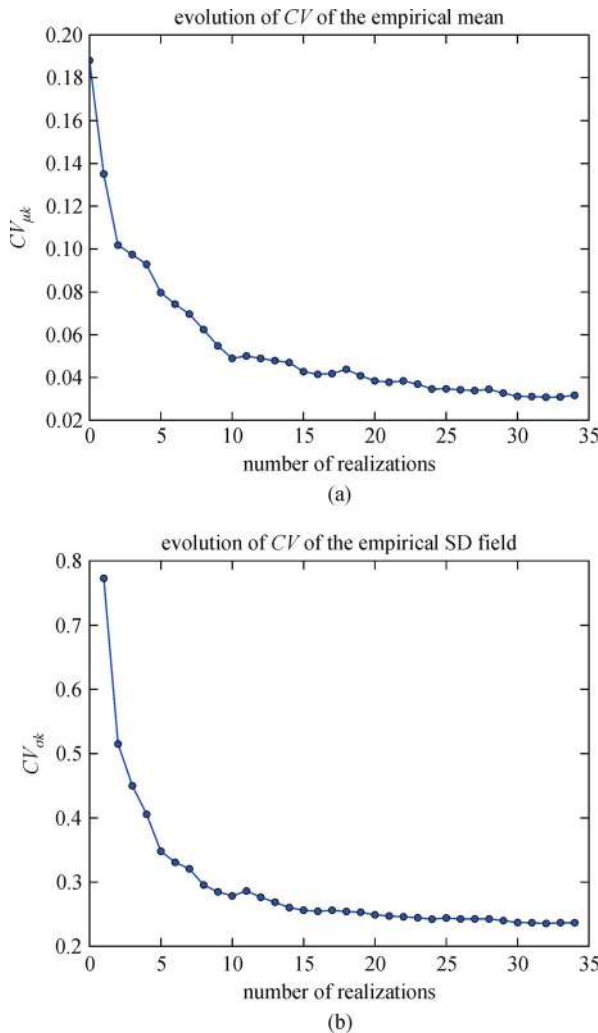 evolution of CV of the empirical mean
0.20
0.18
0.16
0.14
0.12
0.10
0.08
0.06
0.04
0.02
CVμk
0 5 10 15 20 25 30 35
number of realizations
(a)
evolution of CV of the empirical SD field
0.8
0.7
0.6
0.5
0.4
0.3
0.2
CVσk
0 5 10 15 20 25 30 35
number of realizations
(b)